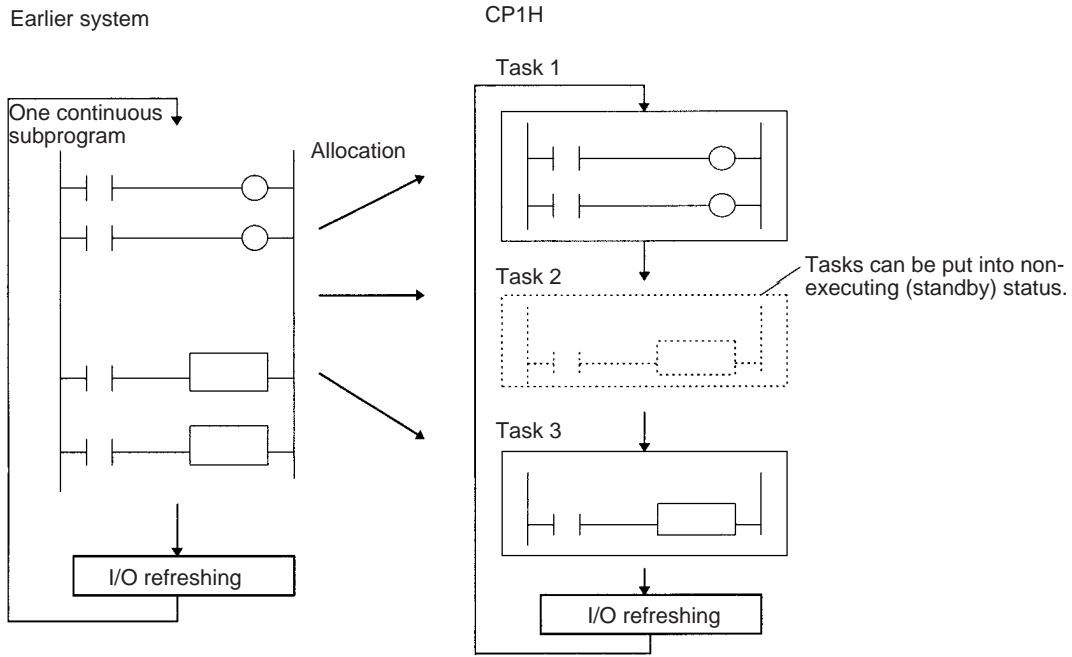 Earlier system
One continuous
subprogram
Allocation
I/O refreshing
CP1H
Task 1
Task 2
Tasks can be put into non-
executing (standby) status.
Task 3
I/O refreshing